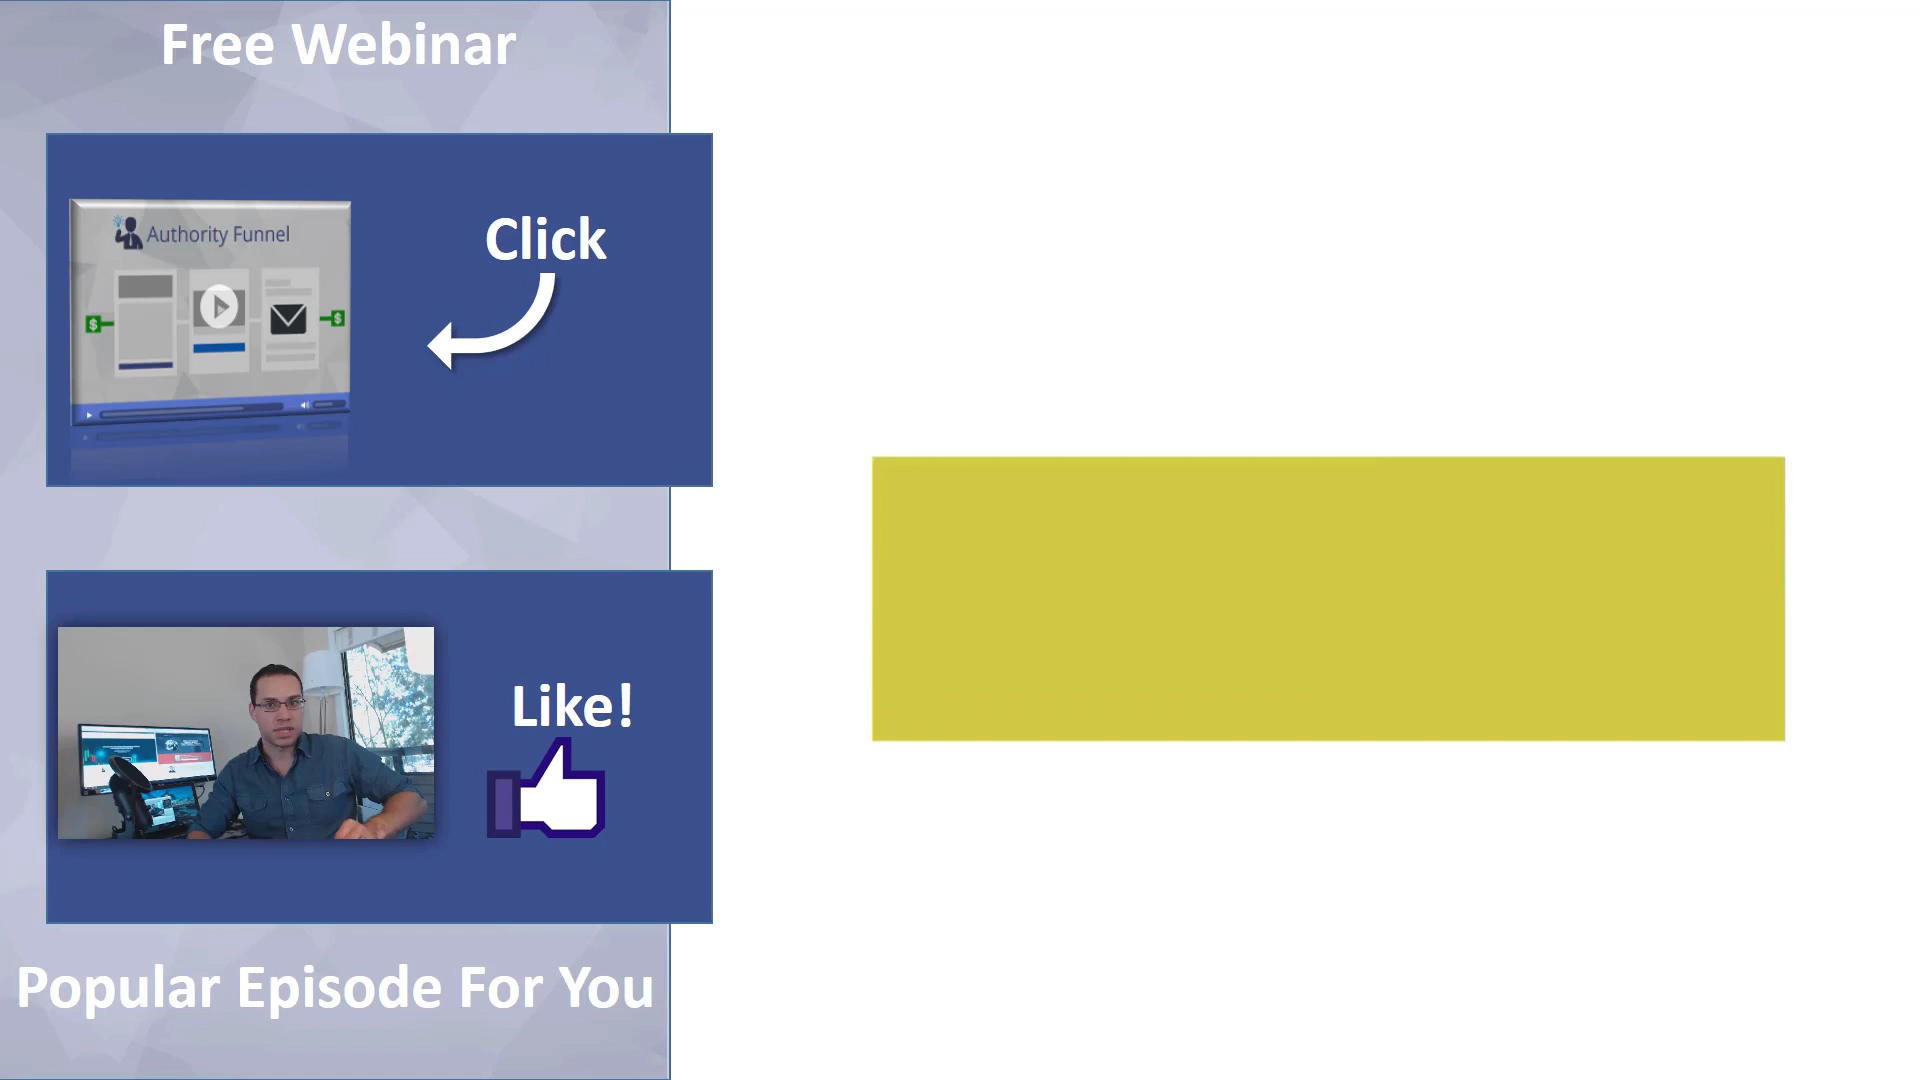 Free Webinar
Authority Funnel
Click
Like!
Popular Episode For You